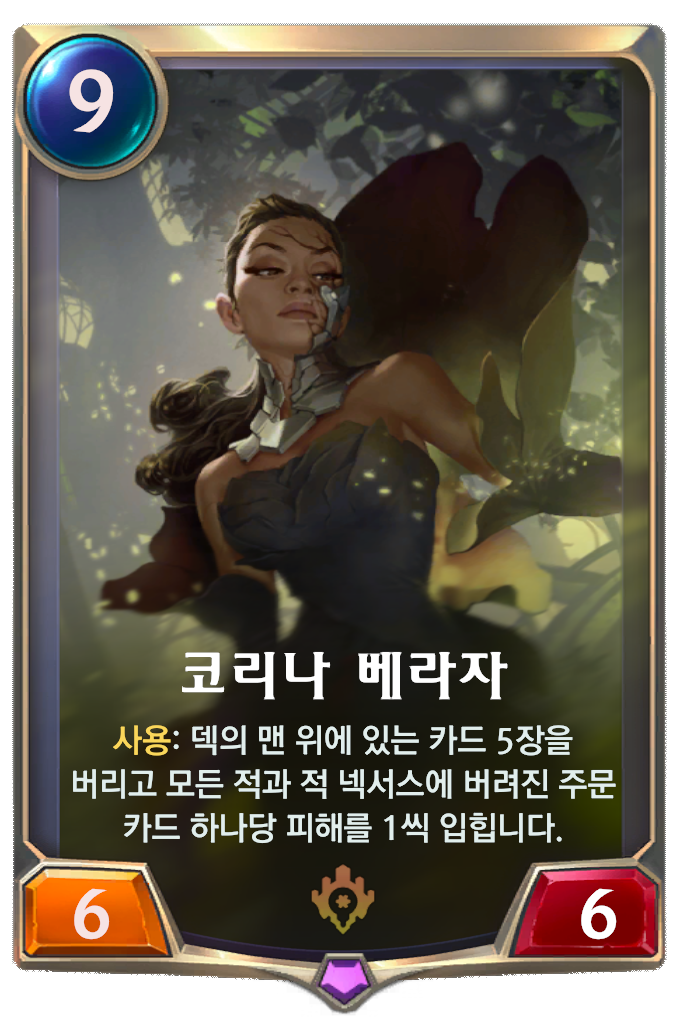 9
코리나 베라자
사용: 덱의 맨 위에 있는 카드 5장을
버리고 모든 적과 적 넥서스에 버려진 주문
카드 하나당 피해를 1씩 입힙니다.
6 6